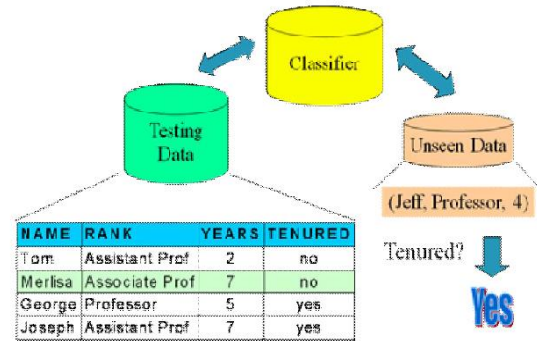 Classifier
Testing
Data
Unseen Data
(Jeff, Professor, 4)
NAME RANK YEARS TENURED
Tom Assistant Prof 2 no
Merlisa Associate Prof 7 no
George Professor 5 yes
Joseph Assistant Prof 7 yes
Tenured?
Yes